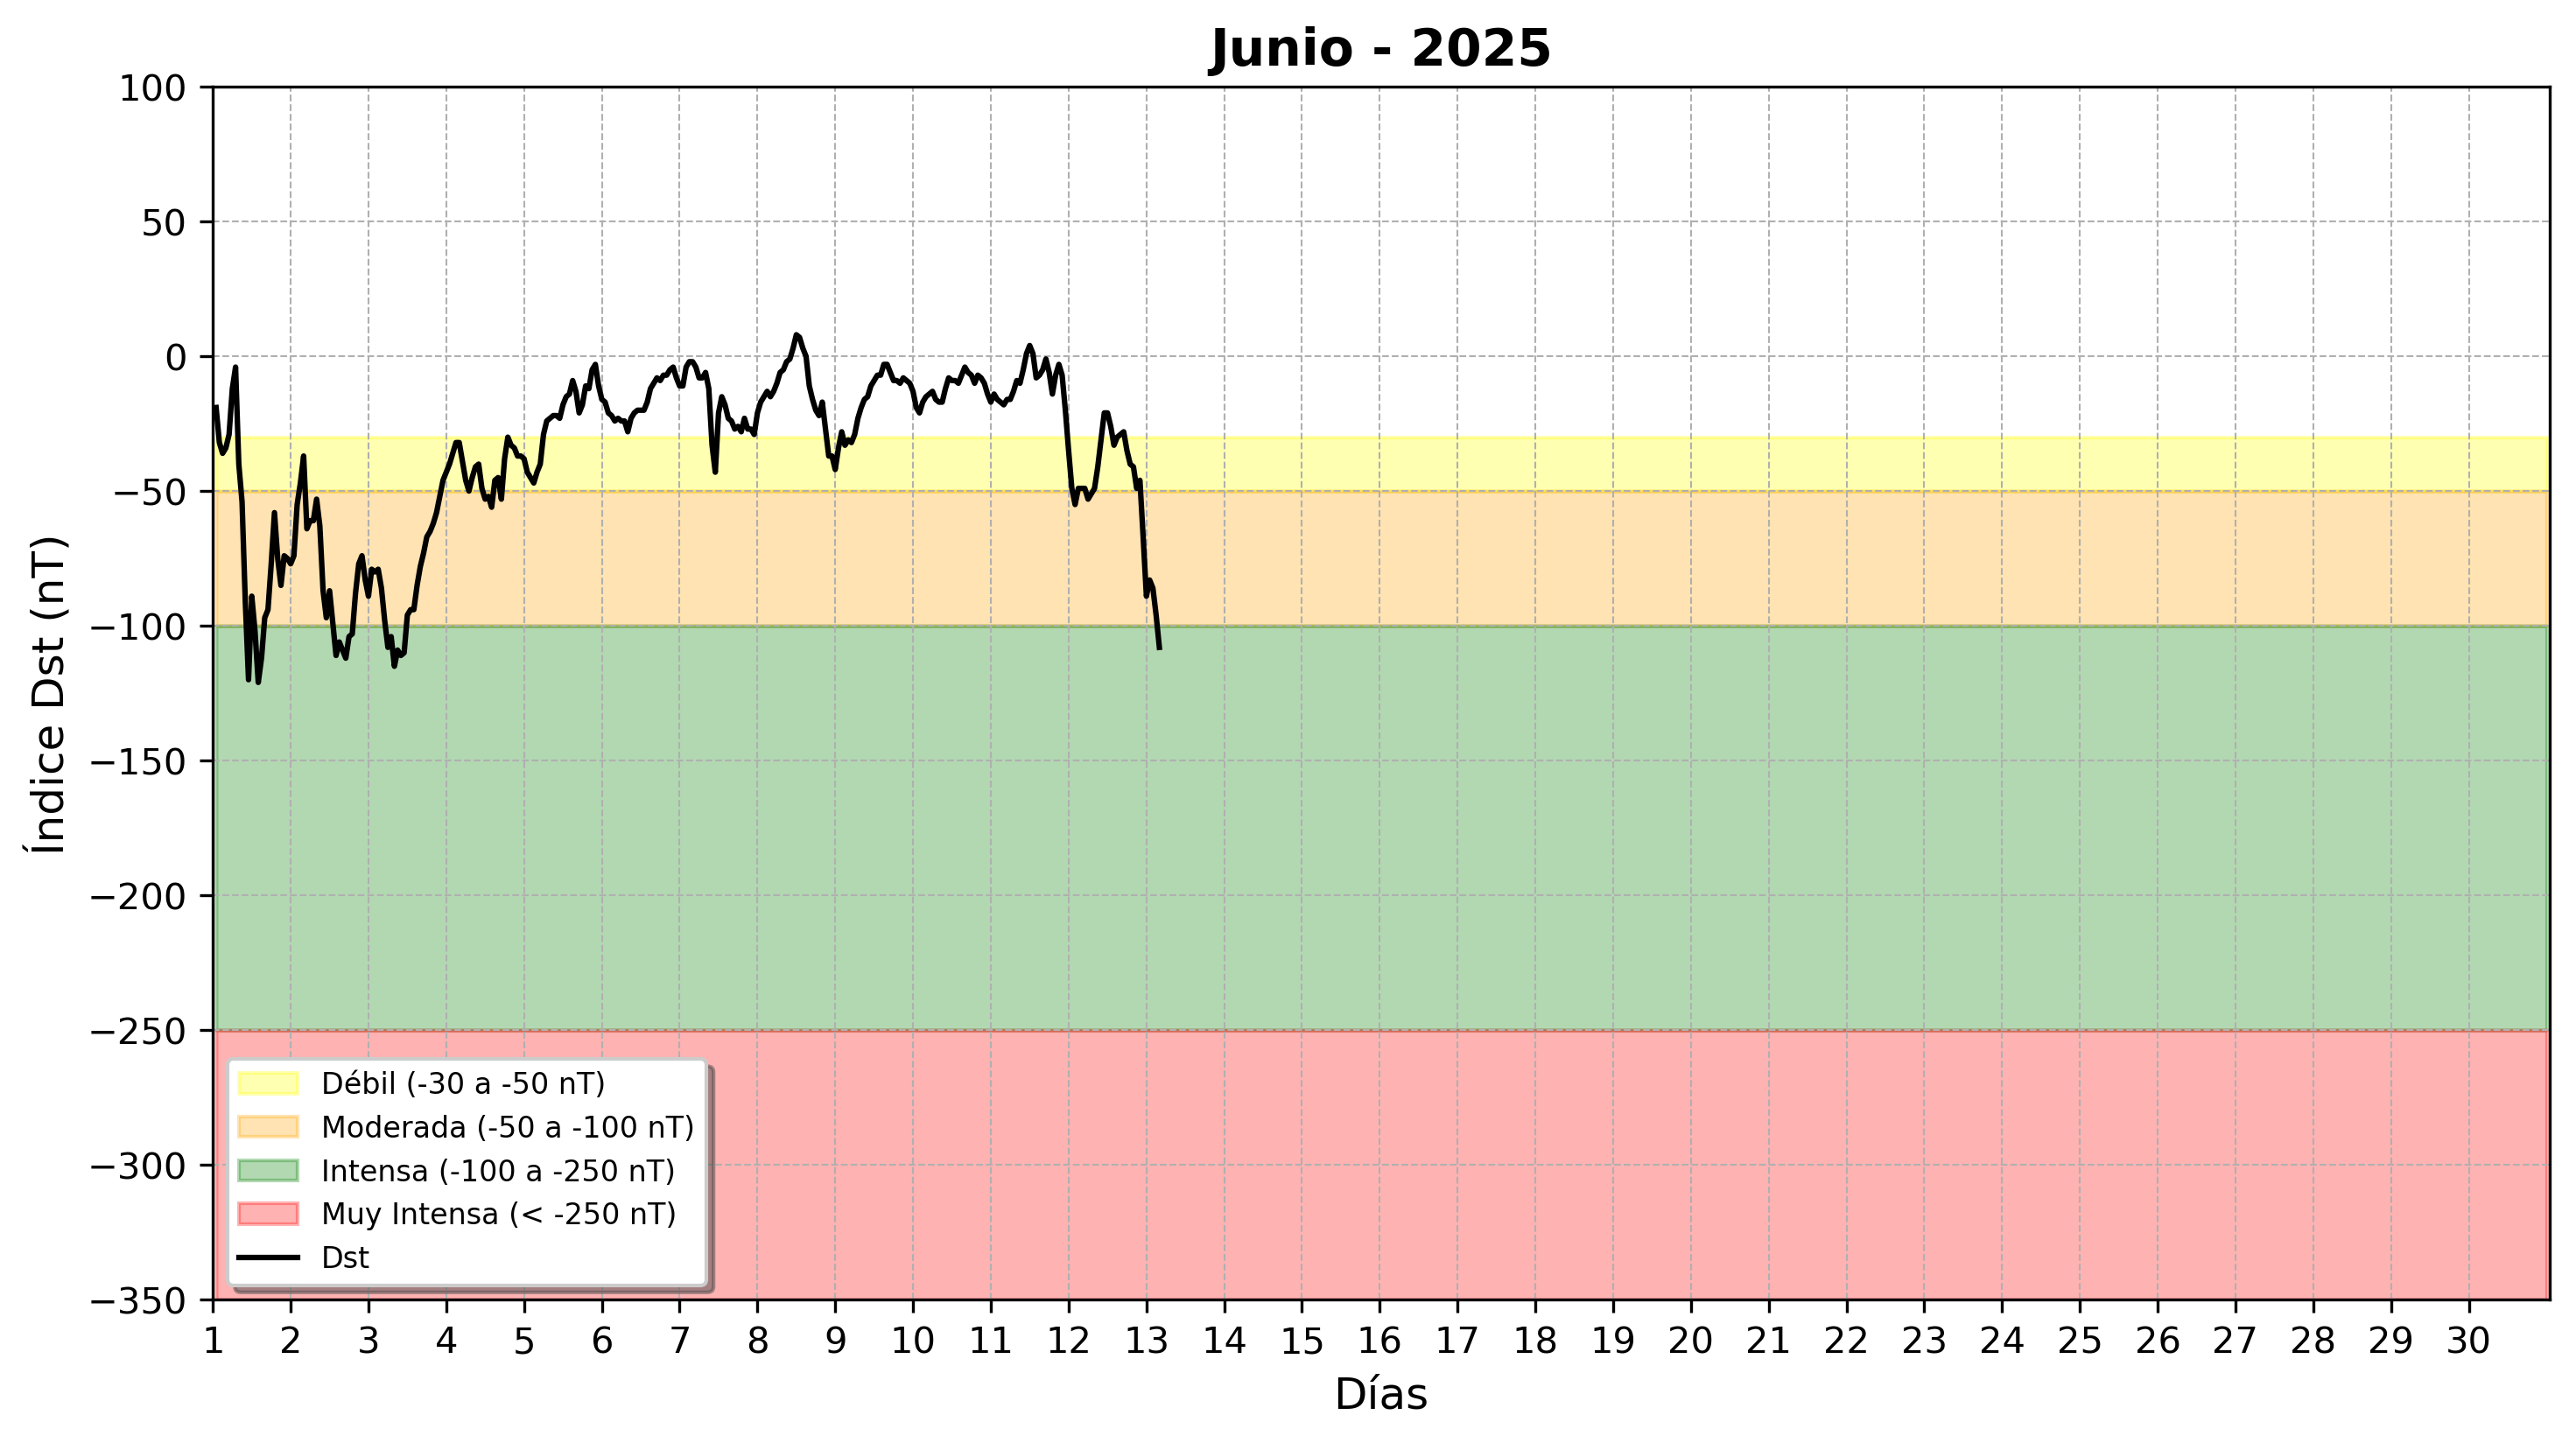 Junio - 2025
100
50
0
−50
−100
−150
−200
−250
−300
−350
Índice Dst (nT)
Débil (-30 a -50 nT)
Moderada (-50 a -100 nT)
Intensa (-100 a -250 nT)
Muy Intensa (< -250 nT)
Dst
1 2 3 4 5 6 7 8 9 10 11 12 13 14 15 16 17 18 19 20 21 22 23 24 25 26 27 28 29 30
Días